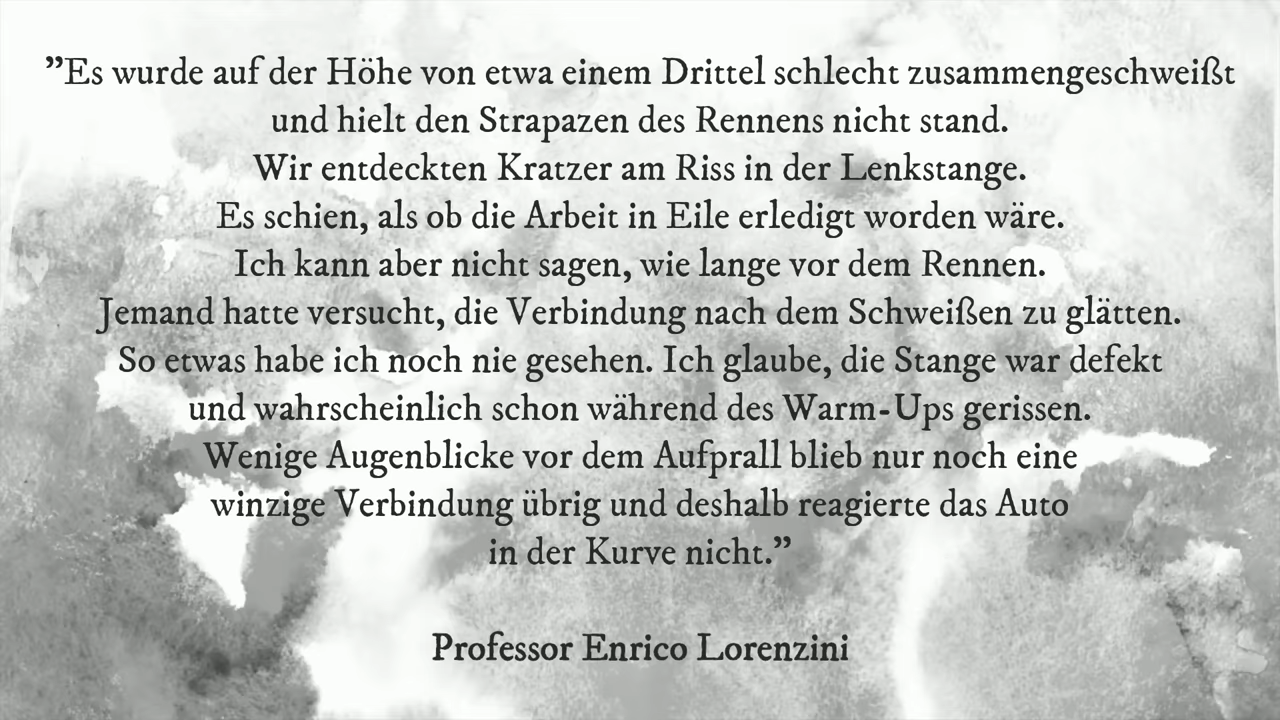 ”Es wurde auf der Höhe von etwa einem Drittel schlecht zusammengeschweißt
und hielt den Strapazen des Rennens nicht stand.
Wir entdeckten Kratzer am Riss in der Lenkstange.
Es schien, als ob die Arbeit in Eile erledigt worden wäre.
Ich kann aber nicht sagen, wie lange vor dem Rennen.
Jemand hatte versucht, die Verbindung nach dem Schweißen zu glätten.
So etwas habe ich noch nie gesehen. Ich glaube, die Stange war defekt
und wahrscheinlich schon während des Warm-Ups gerissen.
Wenige Augenblicke vor dem Aufprall blieb nur noch eine
winzige Verbindung übrig und deshalb reagierte das Auto
in der Kurve nicht.”
Professor Enrico Lorenzini